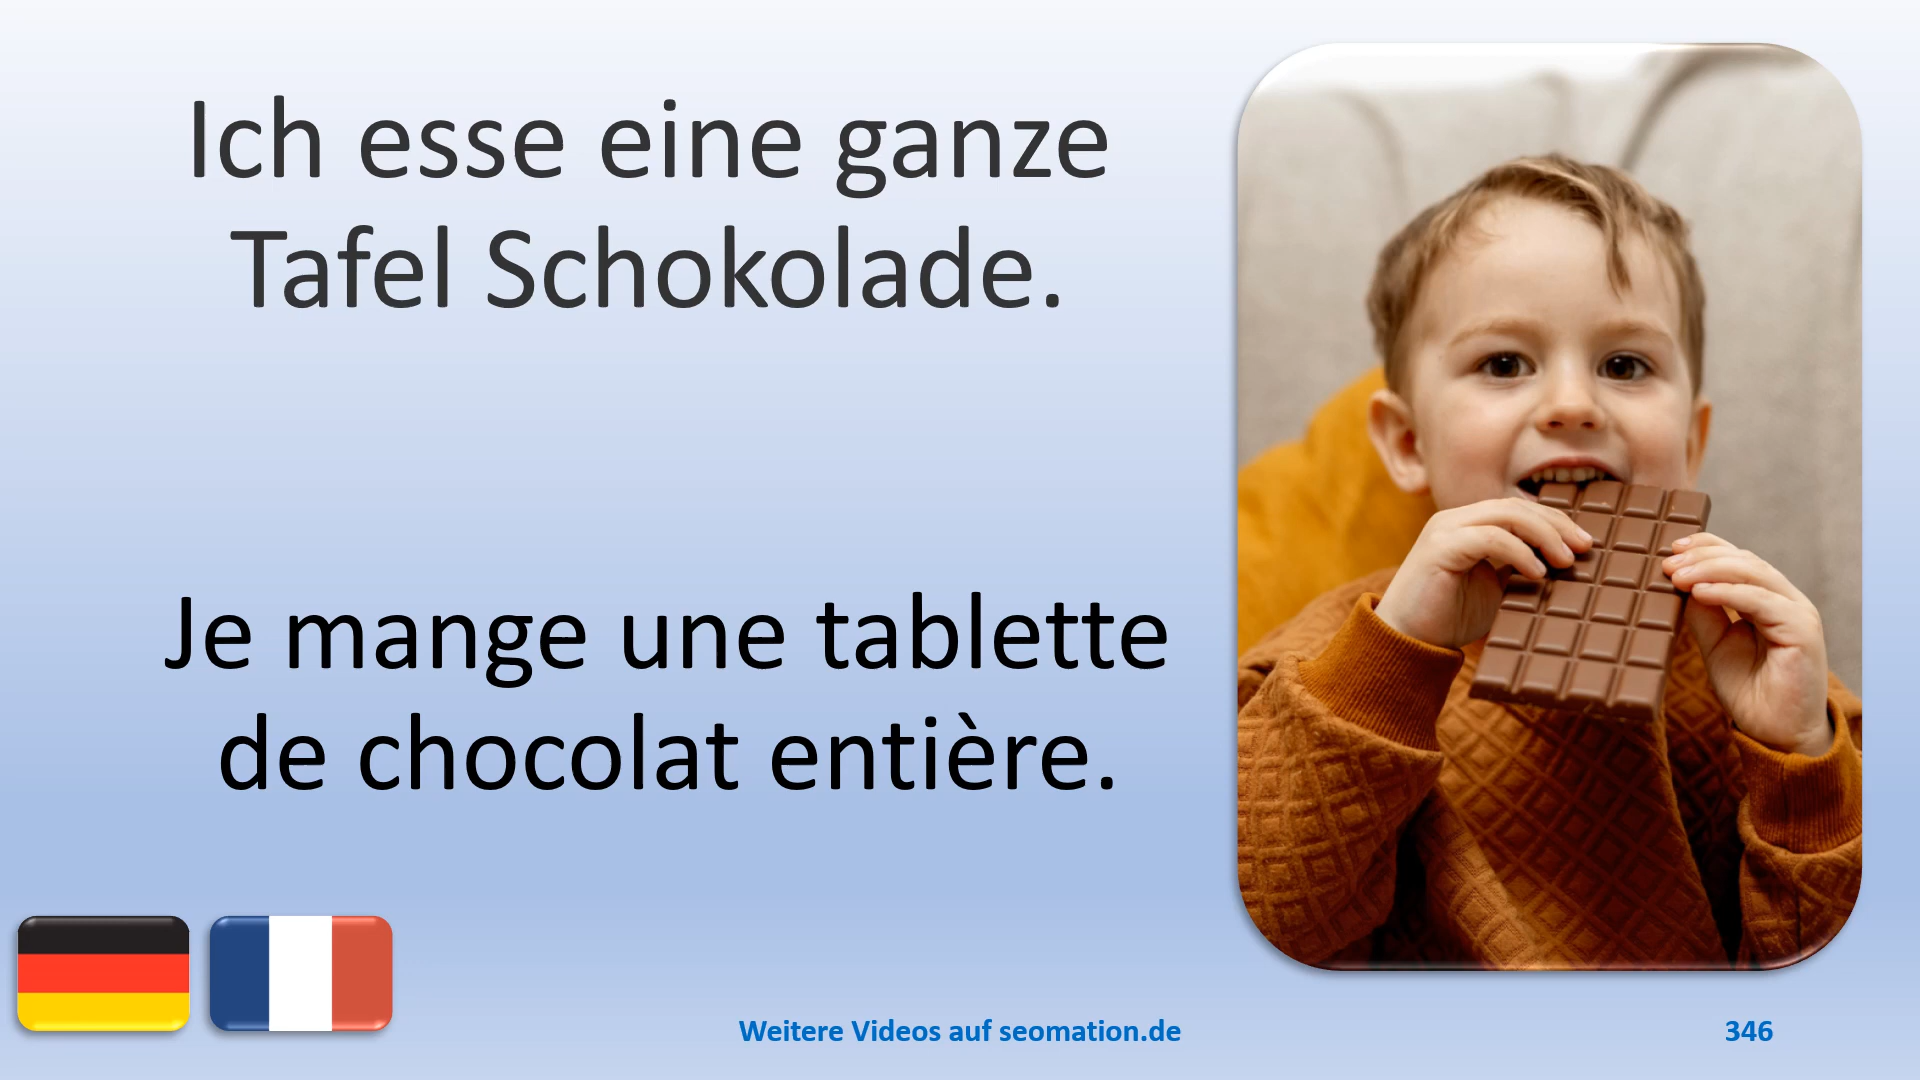 Ich esse eine ganze
Tafel Schokolade.
Je mange une tablette
de chocolat entière.
Weitere Videos auf seomation.de
346